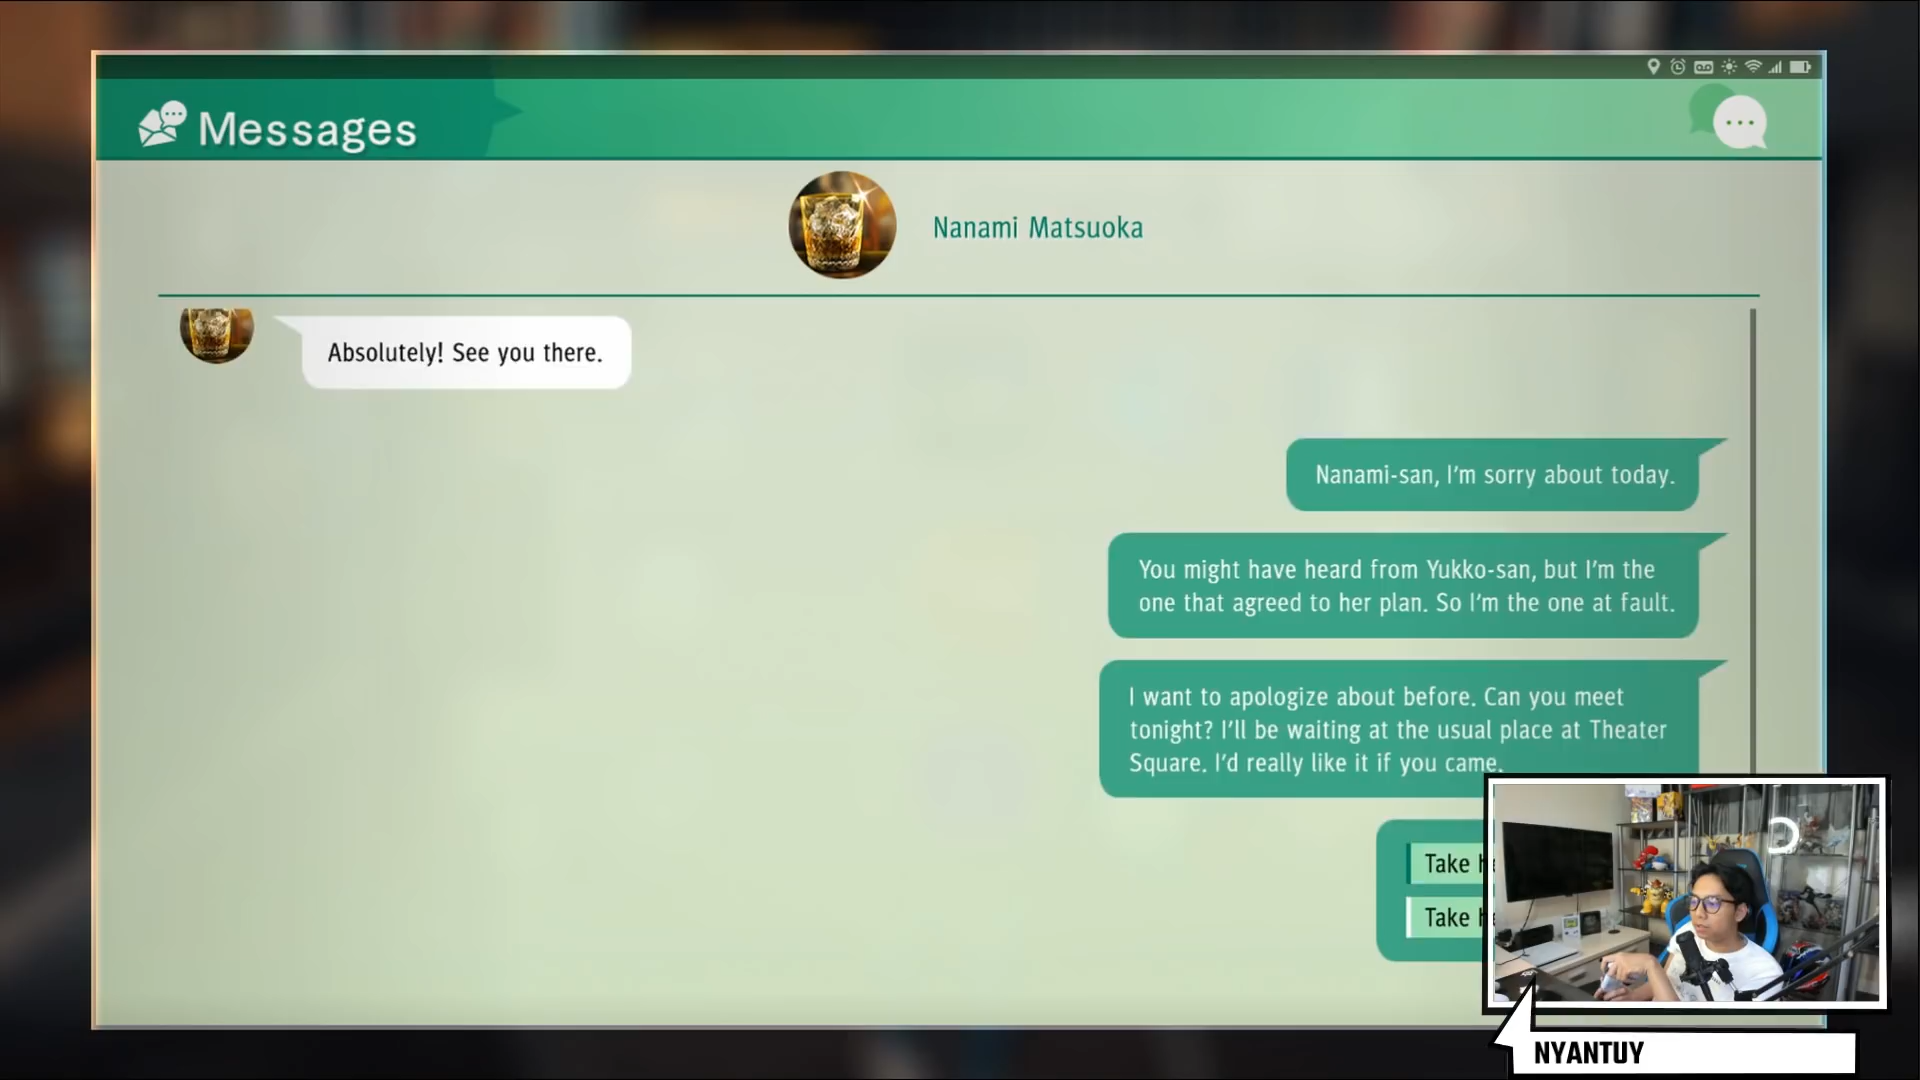 Messages
Nanami Matsuoka
Absolutely! See you there.
Nanami-san, I'm sorry about today.
You might have heard from Yukko-san, but I'm the
one that agreed to her plan. So I'm the one at fault.
I want to apologize about before. Can you meet
tonight? I'll be waiting at the usual place at Theater
Square. I'd really like it if you came.
Take
Take
NYANTUY